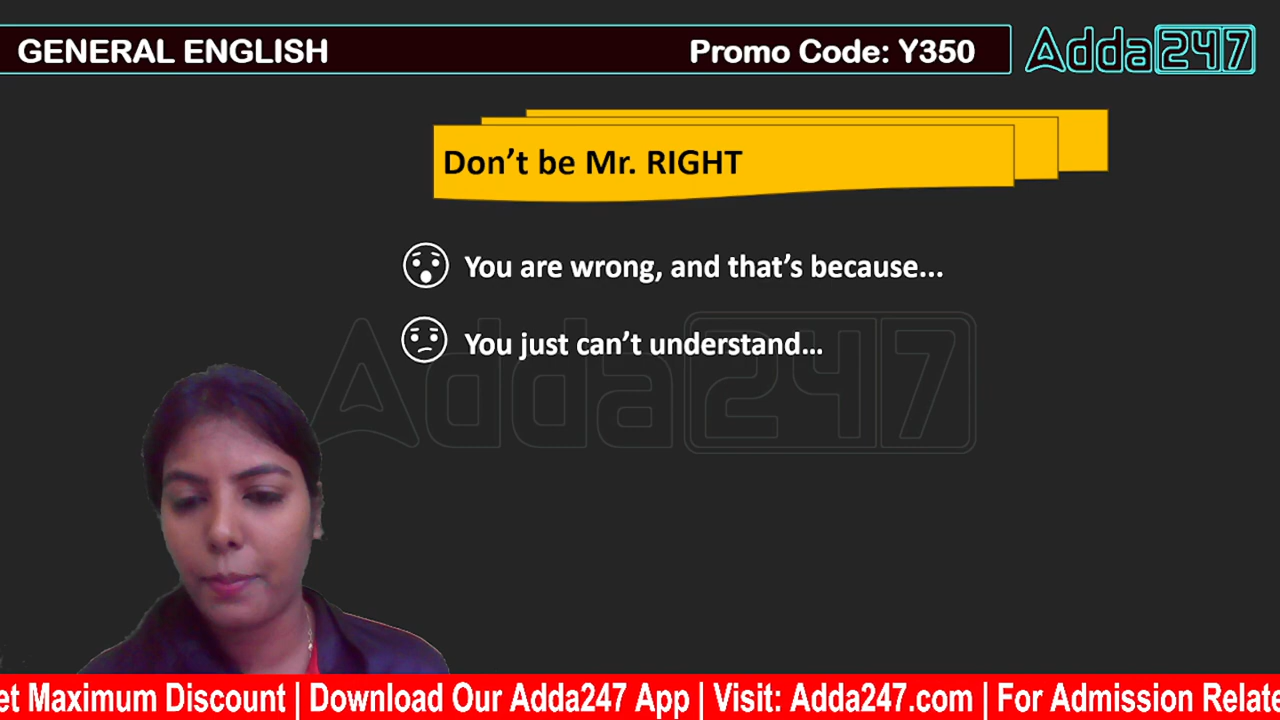 GENERAL ENGLISH
Promo Code: Y350
Adda247
Don't be Mr. RIGHT
You are wrong, and that's because...
You just can't understand...
Adda247
et Maximum Discount | Download Our Adda247 App | Visit: Adda247.com | For Admission Relate